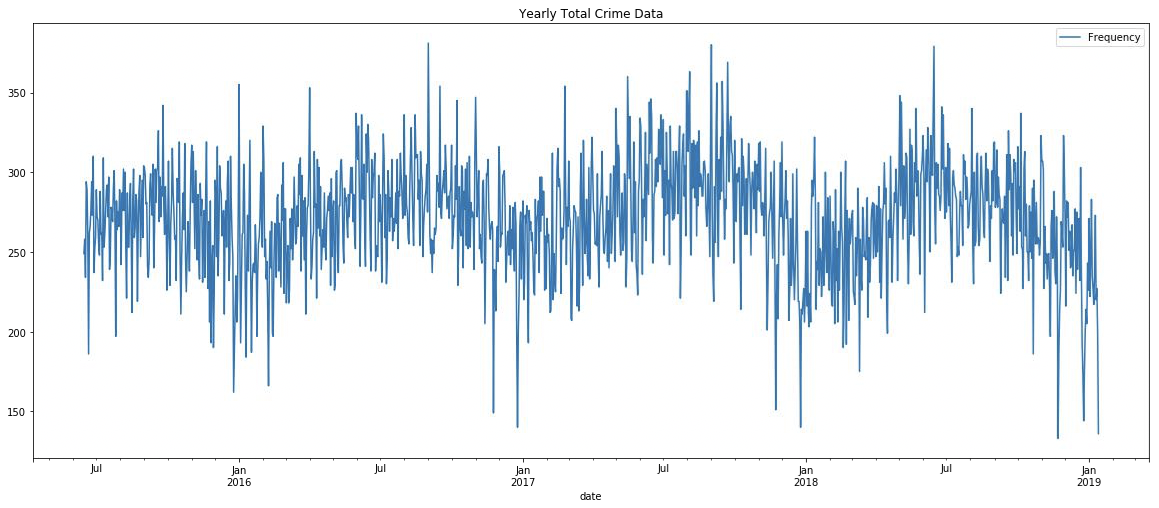 Yearly Total Crime Data
Frequency
350
300
250
200
150
Jul
Jan
2016
Jul
Jan
2017
Jul
Jan
2018
Jul
Jan
2019
date